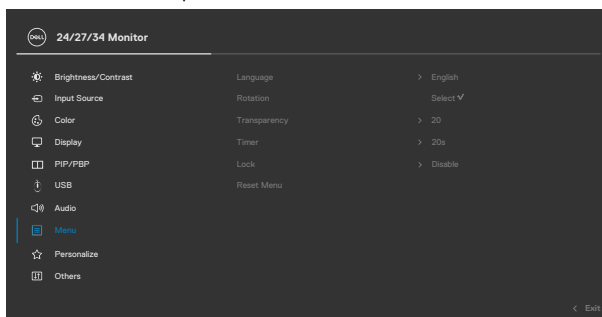 DELL 24/27/34 Monitor
Brightness/Contrast Language > English
Input Source Rotation Select √
Color Transparency > 20
Display Timer > 20s
PIP/PBP Lock > Disable
USB Reset Menu
Audio
Menu
Personalize
Others
< Exit